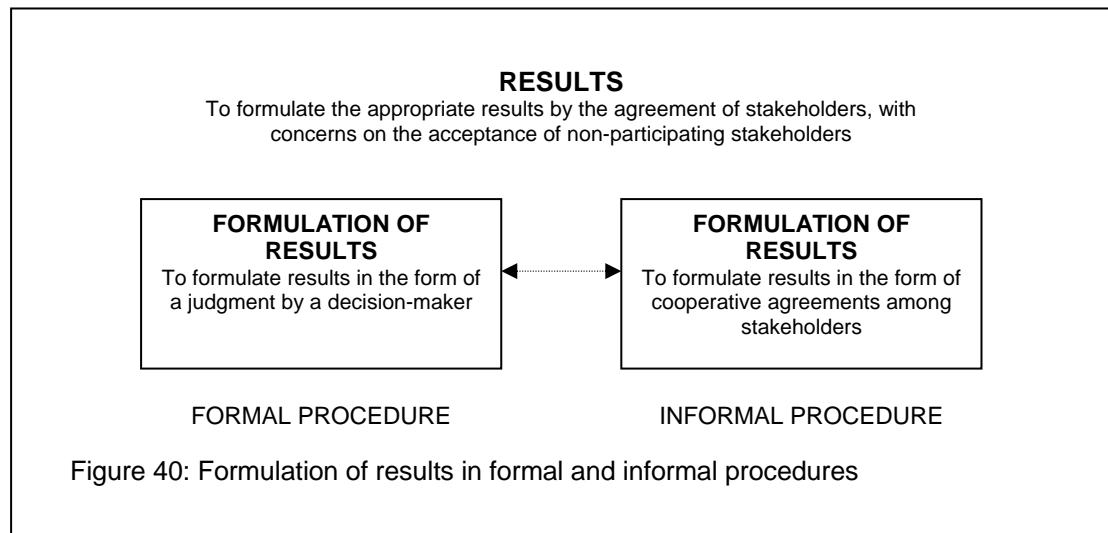 RESULTS
To formulate the appropriate results by the agreement of stakeholders, with
concerns on the acceptance of non-participating stakeholders
FORMULATION OF
RESULTS
To formulate results in the form of
a judgment by a decision-maker
FORMULATION OF
RESULTS
To formulate results in the form of
cooperative agreements among
stakeholders
FORMAL PROCEDURE
INFORMAL PROCEDURE
Figure 40: Formulation of results in formal and informal procedures